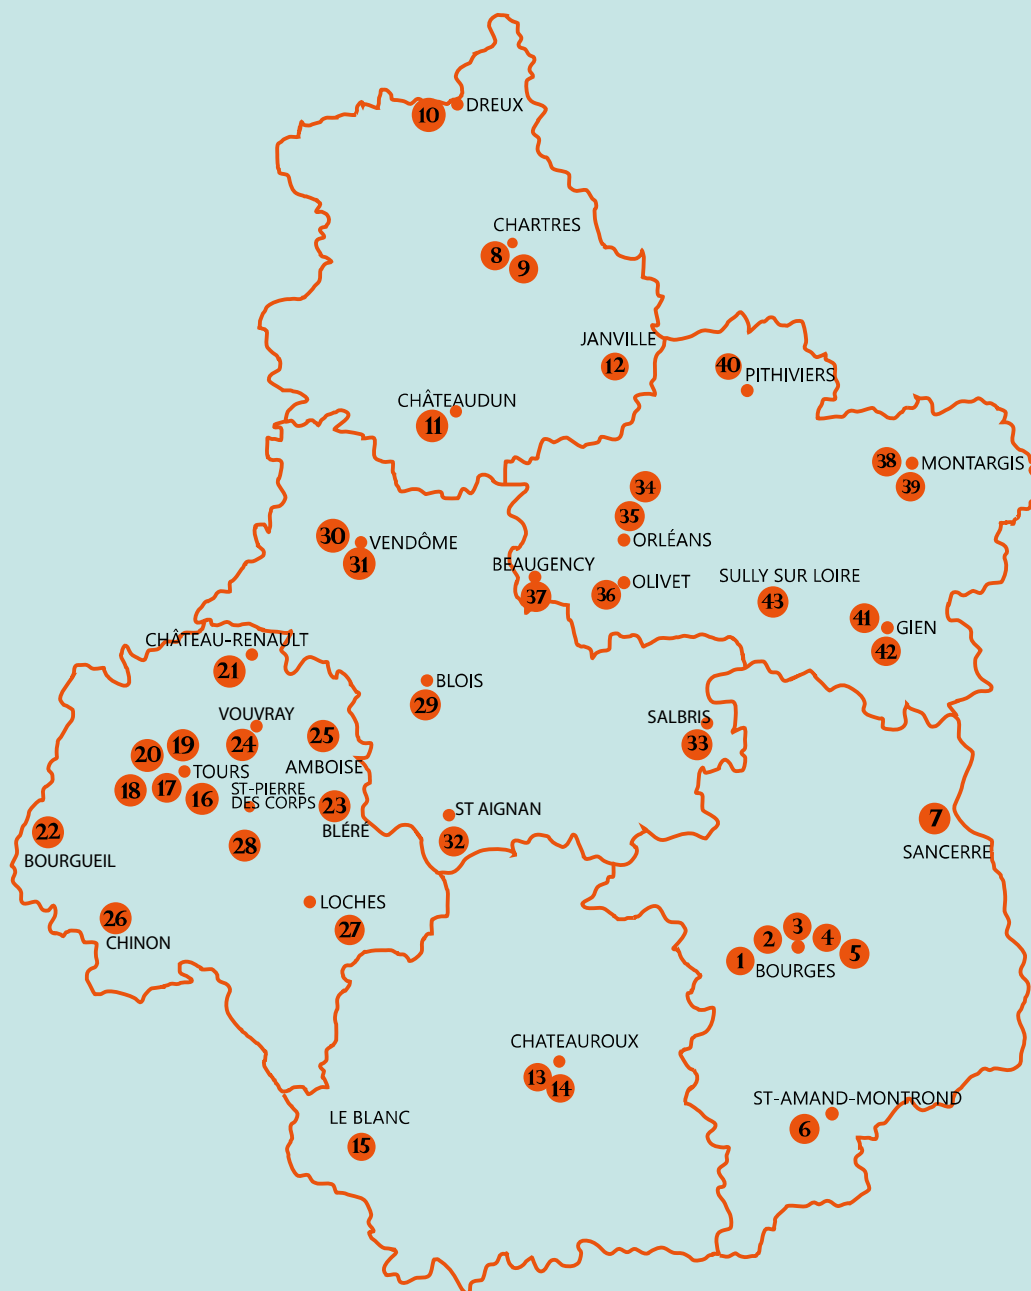 DREUX
10
CHARTRES
8
9
JANVILLE
12
40
PITHIVIERS
CHÂTEAUDUN
11
38
MONTARGIS
39
34
35
ORLÉANS
30
VENDÔME
31
BEAUGENCY
37
OLIVET
36
SULLY SUR LOIRE
43
41
GIEN
42
CHÂTEAU-RENAULT
21
BLOIS
29
VOUVRAY
24
25
AMBOISE
SALBRIS
33
19
20
TOURS
18
17
16
ST-PIERRE
DES CORPS
23
BLÉRÉ
22
BOURGUEIL
28
ST AIGNAN
32
7
SANCERRE
LOCHES
27
26
CHINON
3
2
4
1
5
BOURGES
CHATEAUROUX
13
14
ST-AMAND-MONTROND
6
LE BLANC
15